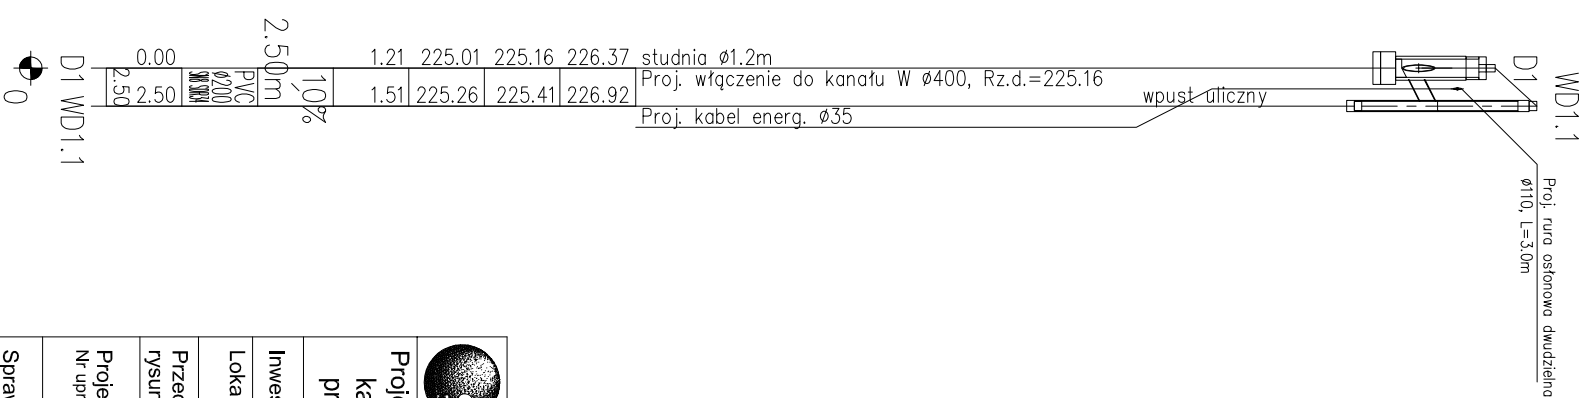 2.50m
0.00
1.21 225.01 225.16 226.37 studnia ø1.2m
Proj. włączenie do kanału W ø400, Rz.d.=225.16
2.50
2.50
PVC
ø200
1,0%
1.51 225.26 225.41 226.92
wpust uliczny
Proj. kabel energ. ø35
D1 WD1.1
0
D1
WD1.1
Proj. rura osłonowa dwudzielna
ø110, L=3.0m
Proje
ka
pr
Inwes
Loka
Przed
rysun
Proje
Nr upr
Spraw